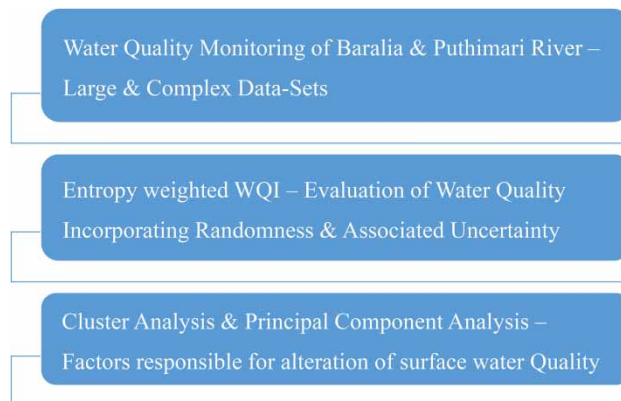 Water Quality Monitoring of Baralia & Puthimari River –
Large & Complex Data-Sets
Entropy weighted WQI – Evaluation of Water Quality
Incorporating Randomness & Associated Uncertainty
Cluster Analysis & Principal Component Analysis –
Factors responsible for alteration of surface water Quality